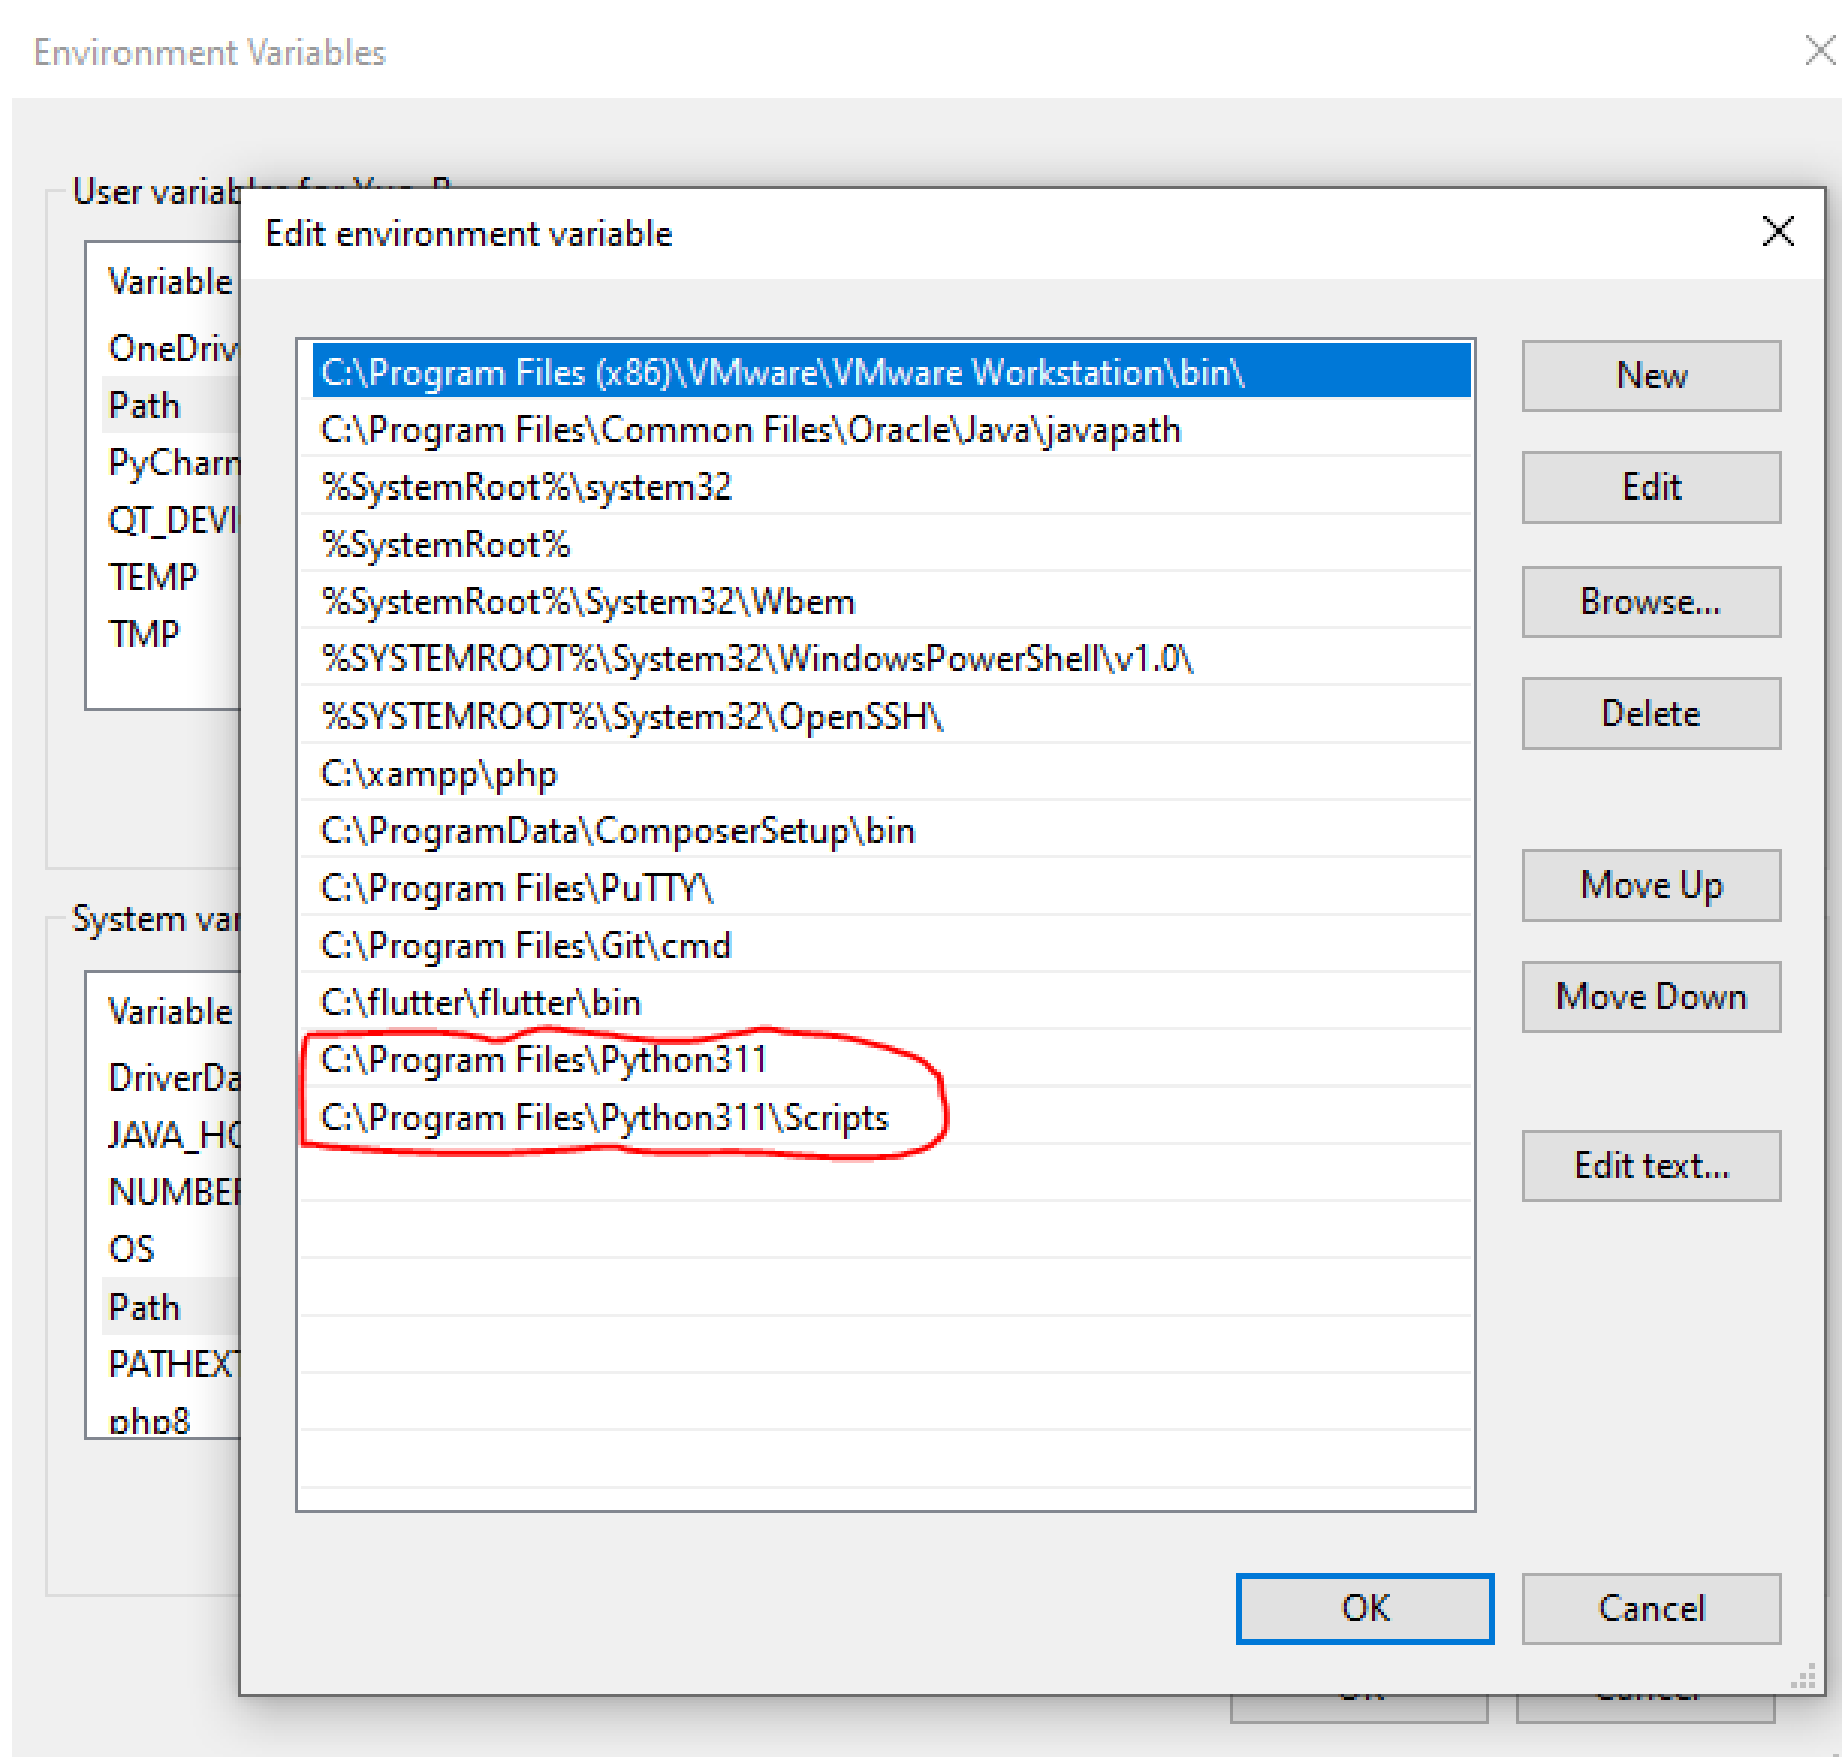 Environment Variables
User variab
Edit environment variable
Variable
OneDriv
Path
PyCharm
QT_DEVI
TEMP
TMP
C:\Program Files (x86)\VMware\VMware Workstation\bin\
C:\Program Files\Common Files\Oracle\Java\javapath
%SystemRoot%\system32
%SystemRoot%
%SystemRoot%\System32\Wbem
%SYSTEMROOT%\System32\WindowsPowerShell\v1.0\
%SYSTEMROOT%\System32\OpenSSH\
C:\xampp\php
C:\ProgramData\ComposerSetup\bin
C:\Program Files\PuTTY\
C:\Program Files\Git\cmd
C:\flutter\flutter\bin
C:\Program Files\Python311
C:\Program Files\Python311\Scripts
New
Edit
Browse...
Delete
Move Up
Move Down
Edit text...
System var
Variable
DriverDa
JAVA_HO
NUMBER
OS
Path
PATHEXT
php8
OK
Cancel